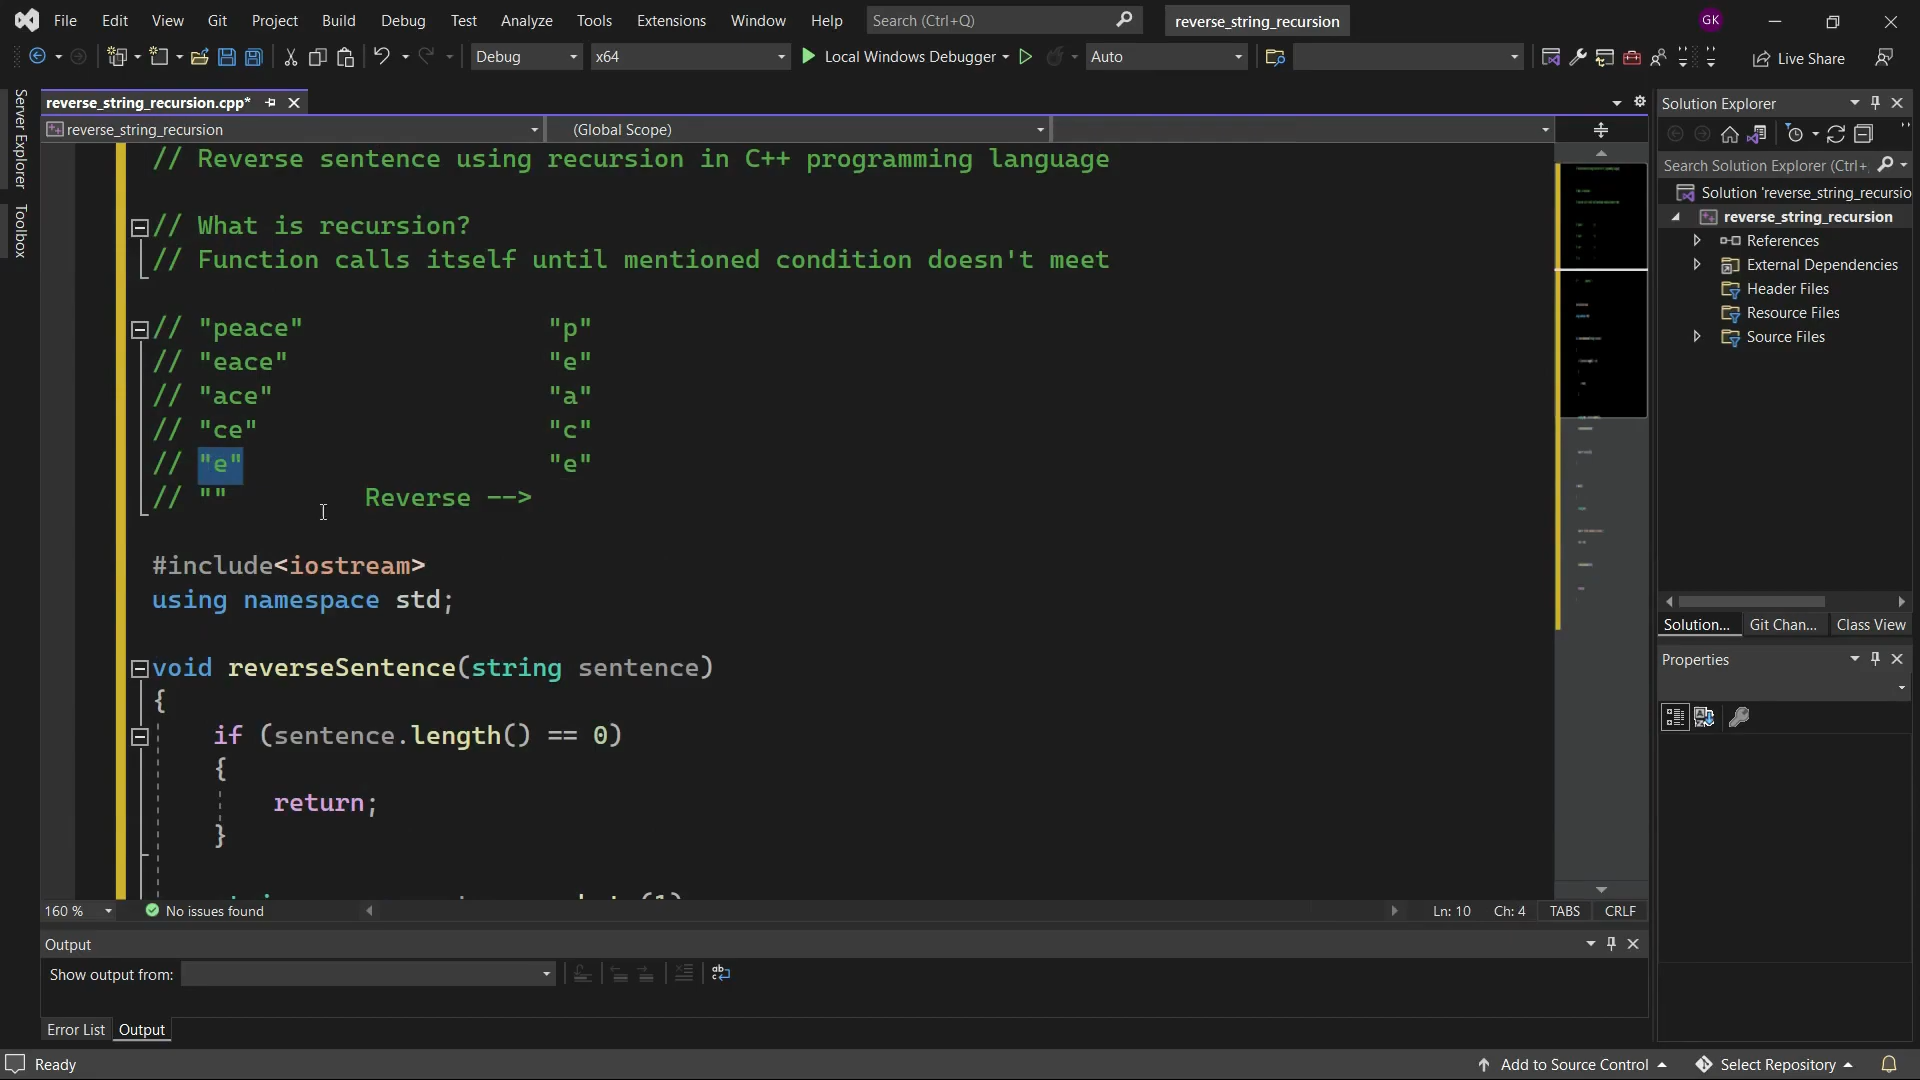 File Edit View Git Project Build Debug Test Analyze Tools Extensions Window Help Search (Ctrl+Q) reverse_string_recursion GK
Debug x64 Local Windows Debugger Auto Live Share
Server Explorer
Toolbox
reverse_string_recursion.cpp*
reverse_string_recursion (Global Scope)
// Reverse sentence using recursion in C++ programming language
// What is recursion?
// Function calls itself until mentioned condition doesn't meet
// "peace" "p"
// "eace" "e"
// "ace" "a"
// "ce" "c"
// "e" "e"
// "" Reverse -->
#include<iostream>
using namespace std;
void reverseSentence(string sentence)
{
if (sentence.length() == 0)
{
return;
}
160 % No issues found Ln: 10 Ch: 4 TABS CRLF
Output
Show output from:
Error List Output
Solution Explorer
Search Solution Explorer (Ctrl+
Solution 'reverse_string_recursio
reverse_string_recursion
References
External Dependencies
Header Files
Resource Files
Source Files
Solution... Git Chan... Class View
Properties
Ready Add to Source Control Select Repository